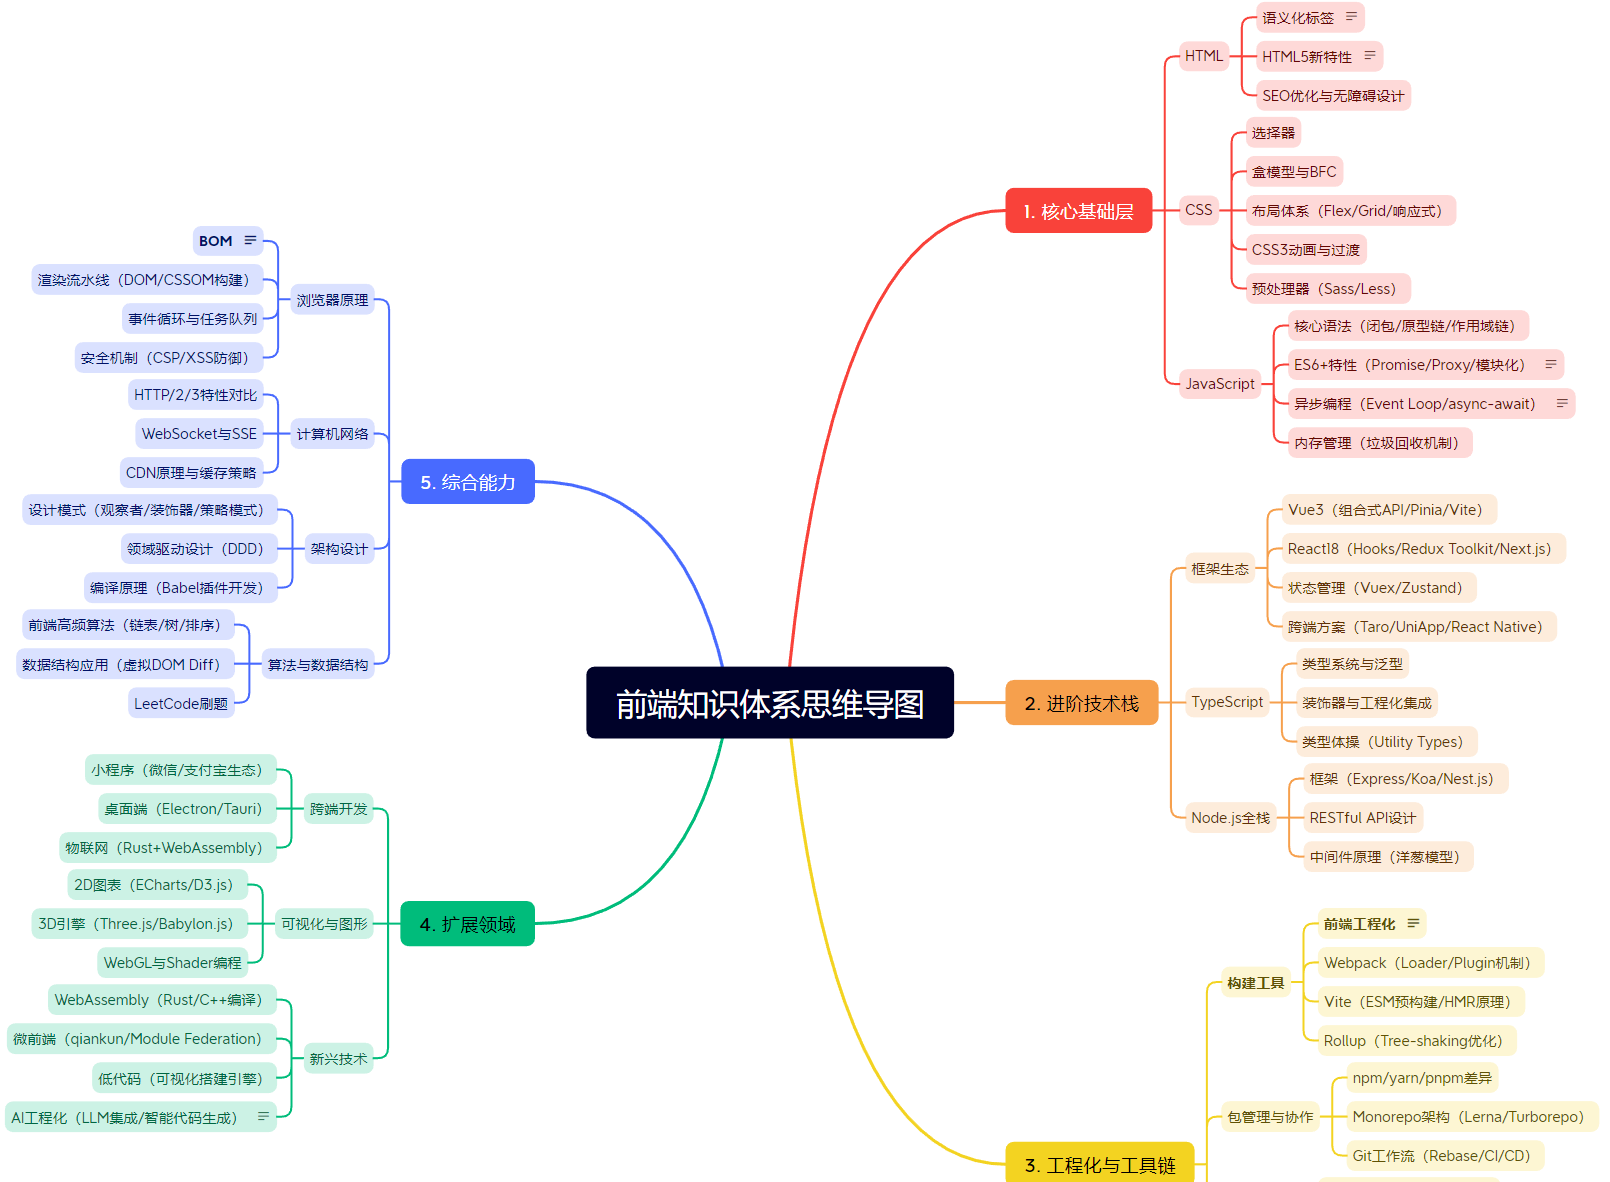 前端知识体系思维导图
1. 核心基础层
HTML
语义化标签
HTML5新特性
SEO优化与无障碍设计
CSS
选择器
盒模型与BFC
布局体系（Flex/Grid/响应式）
CSS3动画与过渡
预处理器（Sass/Less）
JavaScript
核心语法（闭包/原型链/作用域链）
ES6+特性（Promise/Proxy/模块化）
异步编程（Event Loop/async-await）
内存管理（垃圾回收机制）
2. 进阶技术栈
框架生态
Vue3（组合式API/Pinia/Vite）
React18（Hooks/Redux Toolkit/Next.js）
状态管理（Vuex/Zustand）
跨端方案（Taro/UniApp/React Native）
TypeScript
类型系统与泛型
装饰器与工程化集成
类型体操（Utility Types）
Node.js全栈
框架（Express/Koa/Nest.js）
RESTful API设计
中间件原理（洋葱模型）
3. 工程化与工具链
构建工具
前端工程化
Webpack（Loader/Plugin机制）
Vite（ESM预构建/HMR原理）
Rollup（Tree-shaking优化）
包管理与协作
npm/yarn/pnpm差异
Monorepo架构（Lerna/Turborepo）
Git工作流（Rebase/CI/CD）
4. 扩展领域
跨端开发
小程序（微信/支付宝生态）
桌面端（Electron/Tauri）
物联网（Rust+WebAssembly）
可视化与图形
2D图表（ECharts/D3.js）
3D引擎（Three.js/Babylon.js）
WebGL与Shader编程
新兴技术
WebAssembly（Rust/C++编译）
微前端（qiankun/Module Federation）
低代码（可视化搭建引擎）
AI工程化（LLM集成/智能代码生成）
5. 综合能力
浏览器原理
BOM
渲染流水线（DOM/CSSOM构建）
事件循环与任务队列
安全机制（CSP/XSS防御）
计算机网络
HTTP/2/3特性对比
WebSocket与SSE
CDN原理与缓存策略
架构设计
设计模式（观察者/装饰器/策略模式）
领域驱动设计（DDD）
编译原理（Babel插件开发）
算法与数据结构
前端高频算法（链表/树/排序）
数据结构应用（虚拟DOM Diff）
LeetCode刷题